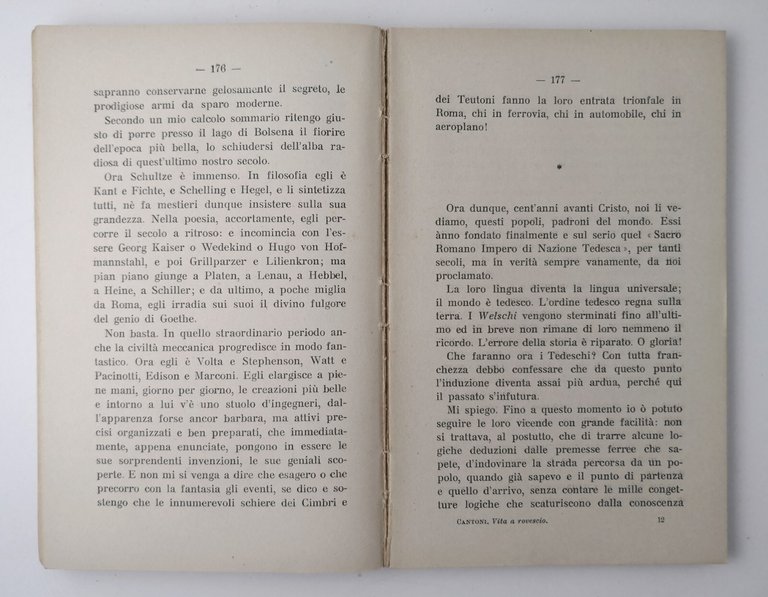 — 176 —
sapranno conservarne gelosamente il segreto, le
prodigiose armi da sparo moderne.
Secondo un mio calcolo sommario ritengo giu-
sto di porre presso il lago di Bolsena il fiorire
dell'epoca più bella, lo schiudersi dell'alba ra-
diosa di quest'ultimo nostro secolo.
Ora Schultze è immenso. In filosofia egli è
Kant e Fichte, e Schelling e Hegel, e li sintetizza
tutti, nè fa mestieri dunque insistere sulla sua
grandezza. Nella poesia, accortamente, egli per-
corre il secolo a ritroso: e incomincia con l'es-
sere Georg Kaiser o Wedekind o Hugo von Hof-
mannstahl, e poi Grillparzer e Lilienkron; ma
pian piano giunge a Platen, a Lenau, a Hebbel,
a Heine, a Schiller; e da ultimo, a poche miglia
da Roma, egli irradia sui suoi il divino fulgore
del genio di Goethe.
Non basta. In quello straordinario periodo an-
che la civiltà meccanica progredisce in modo fan-
tastico. Ora egli è Volta e Stephenson, Watt e
Pacinotti, Edison e Marconi. Egli elargisce a pie-
ne mani, giorno per giorno, le creazioni più belle
e intorno a lui v'è uno stuolo d'ingegneri, dal-
l'apparenza forse ancor barbara, ma attivi pre-
cisi organizzati e ben preparati, che immediata-
mente, appena enunciate, pongono in essere le
sue sorprendenti invenzioni, le sue geniali sco-
perte. E non mi si venga a dire che esagero o che
precorro con la fantasia gli eventi, se dico e so-
stengo che le innumerevoli schiere dei Cimbri e
— 177 —
dei Teutoni fanno la loro entrata trionfale in
Roma, chi in ferrovia, chi in automobile, chi in
aeroplano!
*
Ora dunque, cent'anni avanti Cristo, noi li ve-
diamo, questi popoli, padroni del mondo. Essi
ànno fondato finalmente e sul serio quel « Sacro
Romano Impero di Nazione Tedesca », per tanti
secoli, ma in verità sempre vanamente, da noi
proclamato.
La loro lingua diventa la lingua universale;
il mondo è tedesco. L'ordine tedesco regna sulla
terra. I Welschi vengono sterminati fino all'ulti-
mo ed in breve non rimane di loro nemmeno il
ricordo. L'errore della storia è riparato. O gloria!
Che faranno ora i Tedeschi? Con tutta fran-
chezza debbo confessare che da questo punto
l'induzione diventa assai più ardua, perché qui
il passato s'infutura.
Mi spiego. Fino a questo momento io ò potuto
seguire le loro vicende con grande facilità: non
si trattava, al postutto, che di trarre alcune lo-
giche deduzioni dalle premesse ferree che sa-
pete, d'indovinare la strada percorsa da un po-
polo, quando già sapevo e il punto di partenza
e quello d'arrivo, senza contare le mille conget-
ture logiche che scaturiscono dalla conoscenza
CANTONI. Vita a rovescio.
12